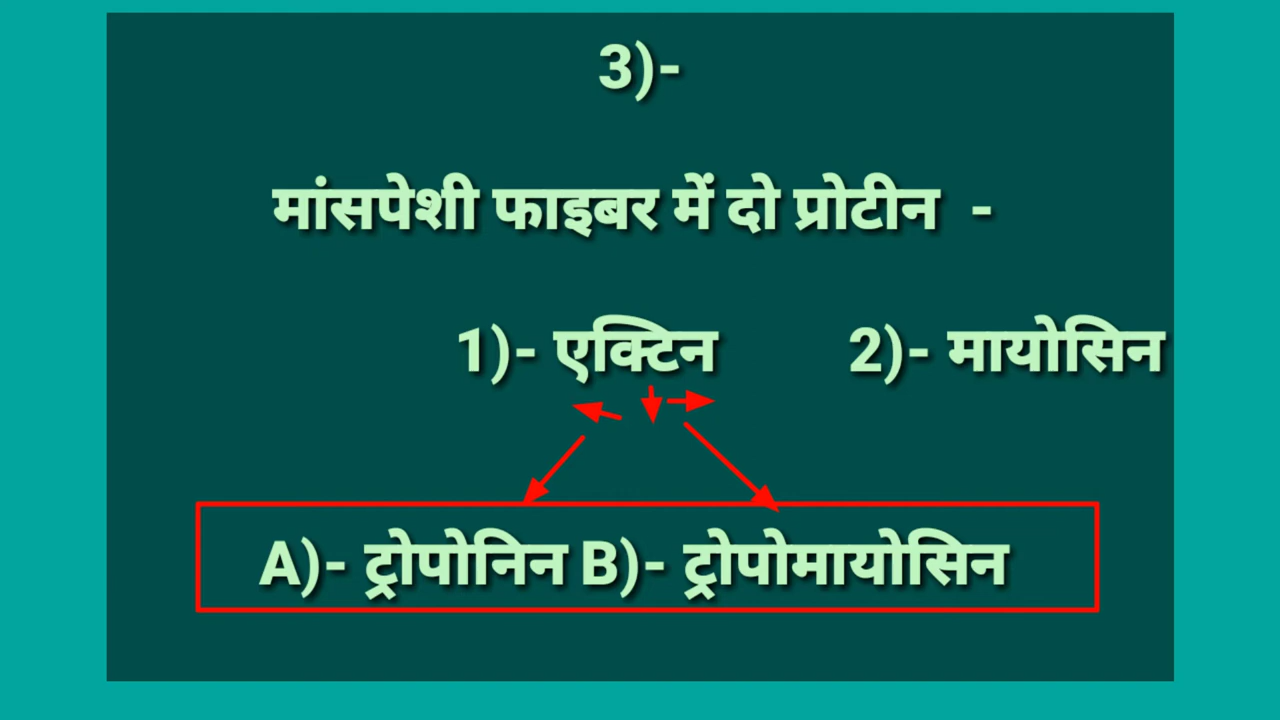 3)-
मांसपेशी फाइबर में दो प्रोटीन -
1)- एक्टिन 2)- मायोसिन
A)- ट्रोपोनिन B)- ट्रोपोमायोसिन